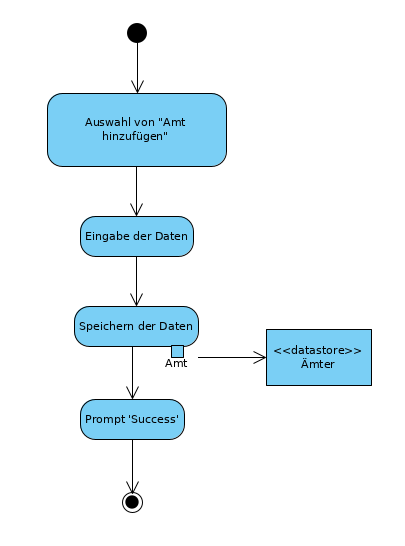 Auswahl von "Amt
hinzufügen"
Eingabe der Daten
Speichern der Daten
Amt
<<datastore>>
Ämter
Prompt 'Success'